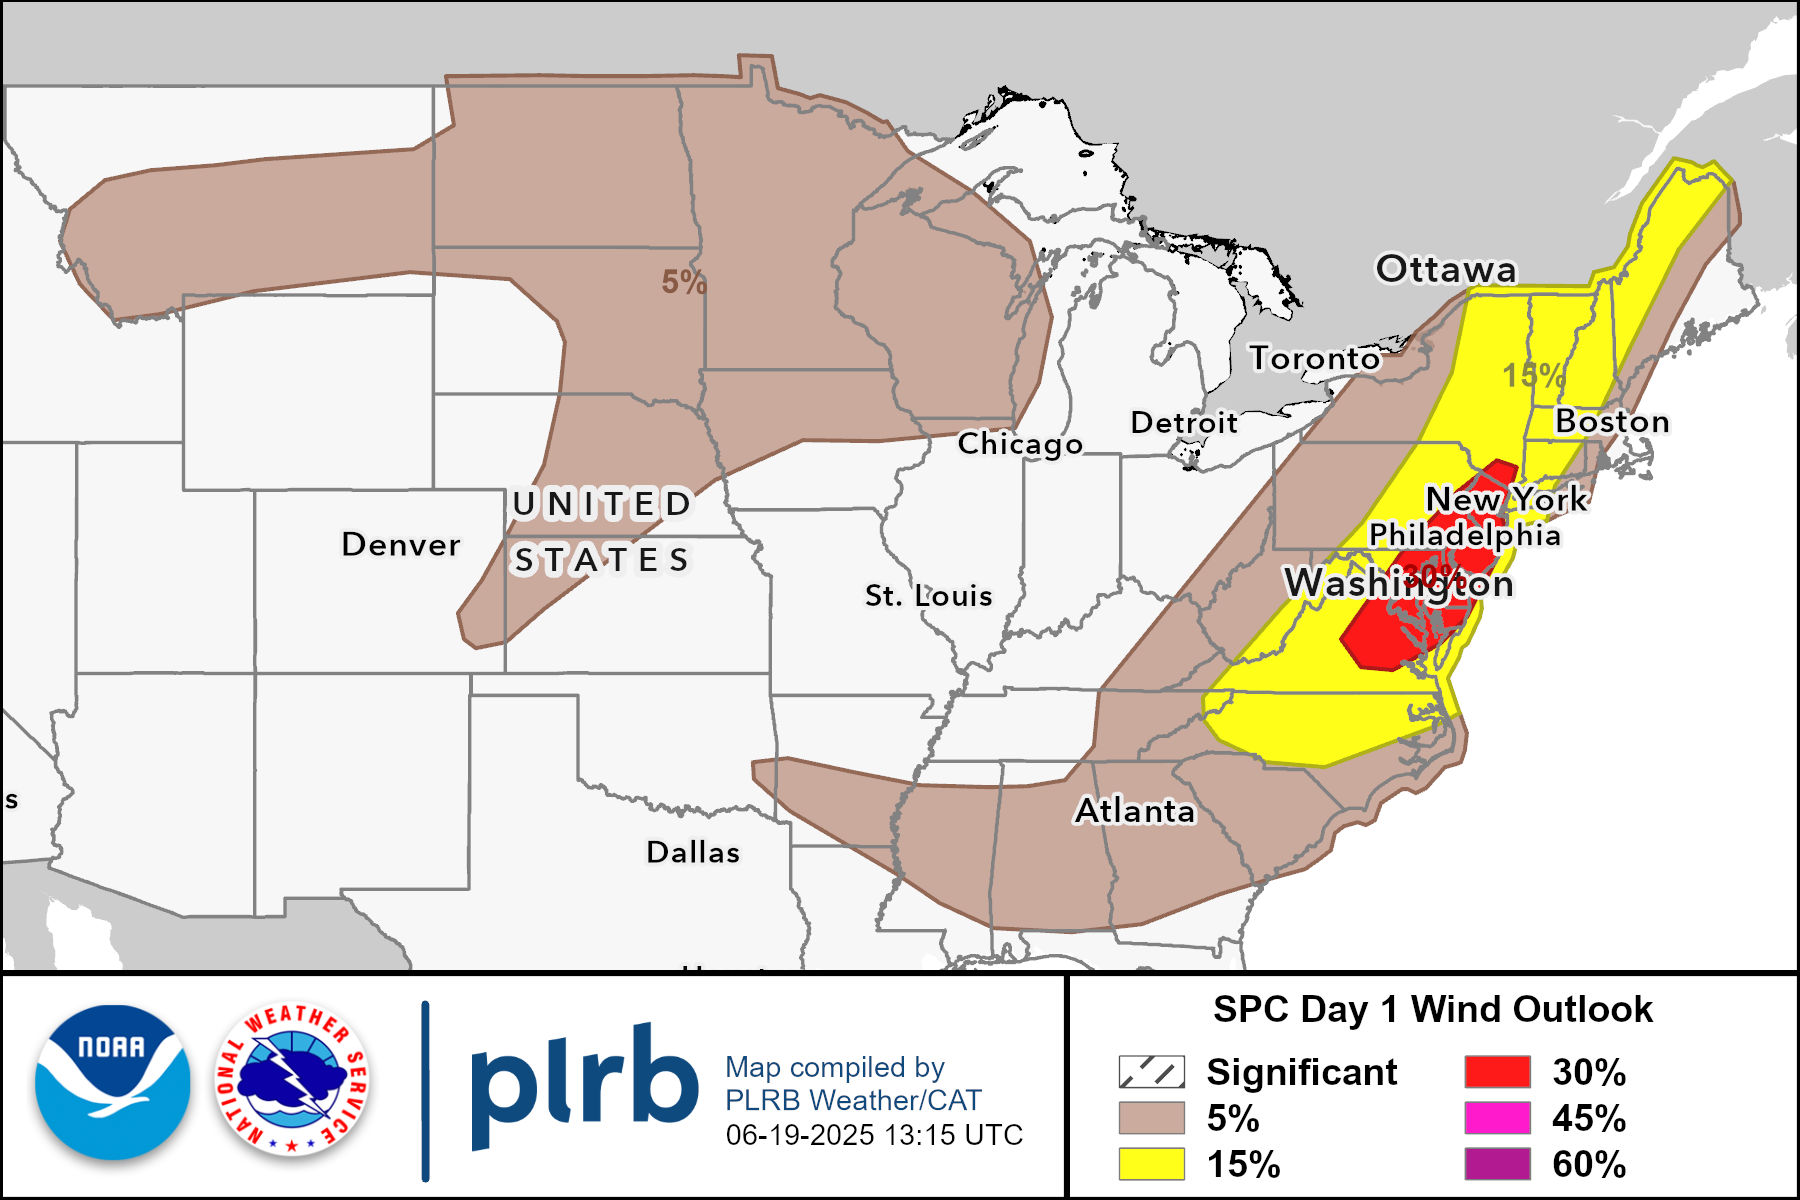 5%
Ottawa
Toronto
15%
Detroit
Boston
Chicago
New York
UNITED
Philadelphia
Denver
STATES
30%
Washington
St. Louis
s
Atlanta
Dallas
NOAA
NATIONAL WEATHER SERVICE
plrb
Map compiled by
PLRB Weather/CAT
06-19-2025 13:15 UTC
SPC Day 1 Wind Outlook
Significant
5%
15%
30%
45%
60%